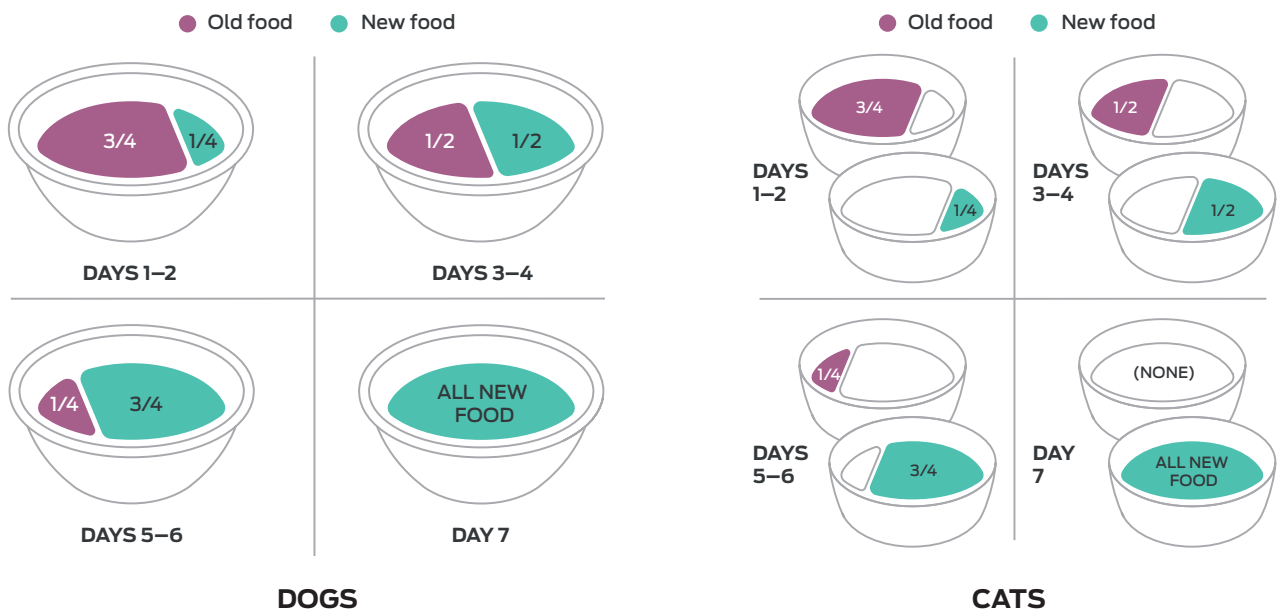 Old food
New food
3/4
1/4
DAYS 1–2
1/2
1/2
DAYS 3–4
1/4
3/4
DAYS 5–6
ALL NEW
FOOD
DAY 7
DOGS
Old food
New food
3/4
DAYS
1–2
1/4
1/2
DAYS
3–4
1/2
1/4
DAYS
5–6
3/4
(NONE)
DAY
7
ALL NEW
FOOD
CATS